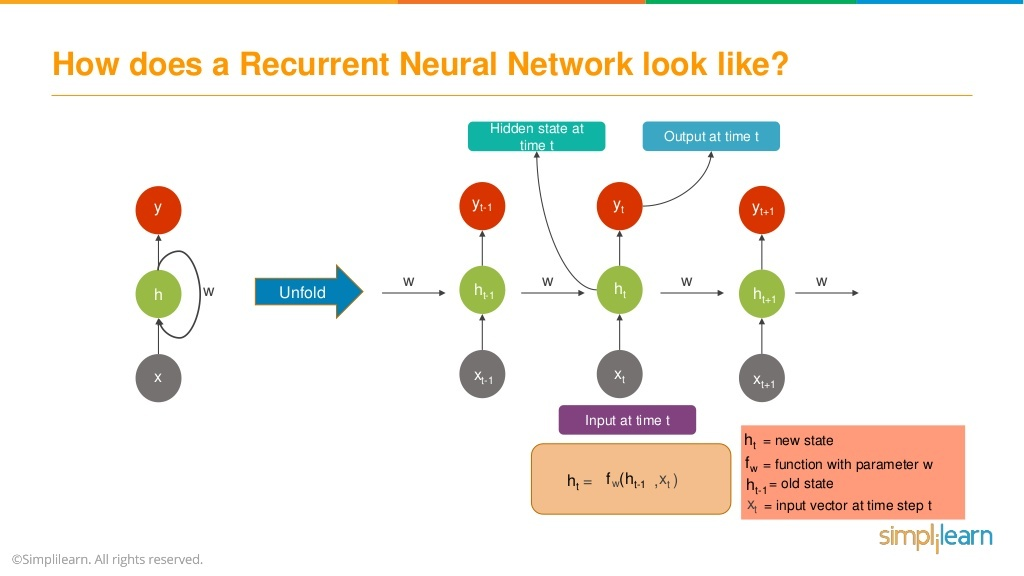 How does a Recurrent Neural Network look like?
Hidden state at
time t
Output at time t
y
h
w
x
Unfold
w
yt-1
ht-1
xt-1
w
yt
ht
xt
w
yt+1
ht+1
xt+1
w
Input at time t
ht = fw(ht-1 ,xt)
ht = new state
fw = function with parameter w
ht-1 = old state
xt = input vector at time step t
simplilearn
©Simplilearn. All rights reserved.